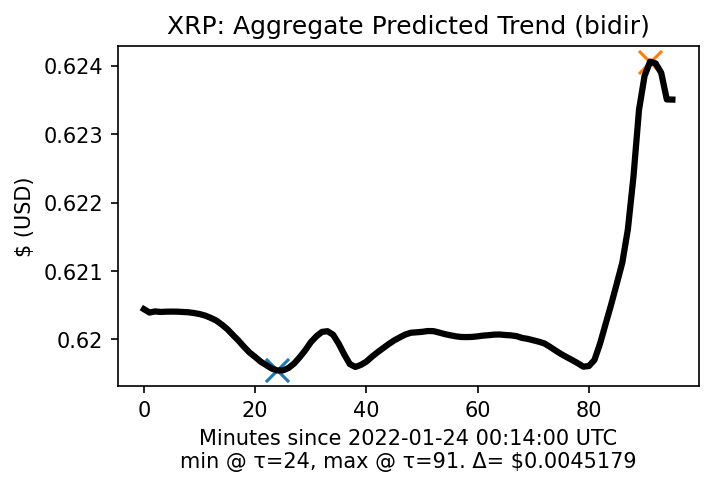 XRP: Aggregate Predicted Trend (bidir)
0.624
0.623
0.622
0.621
0.62
$ (USD)
0 20 40 60 80
Minutes since 2022-01-24 00:14:00 UTC
min @ τ=24, max @ τ=91. Δ= $0.0045179